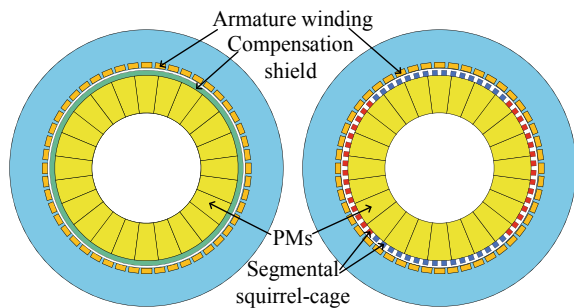 Armature winding
Compensation
shield
PMs
Segmental
squirrel-cage